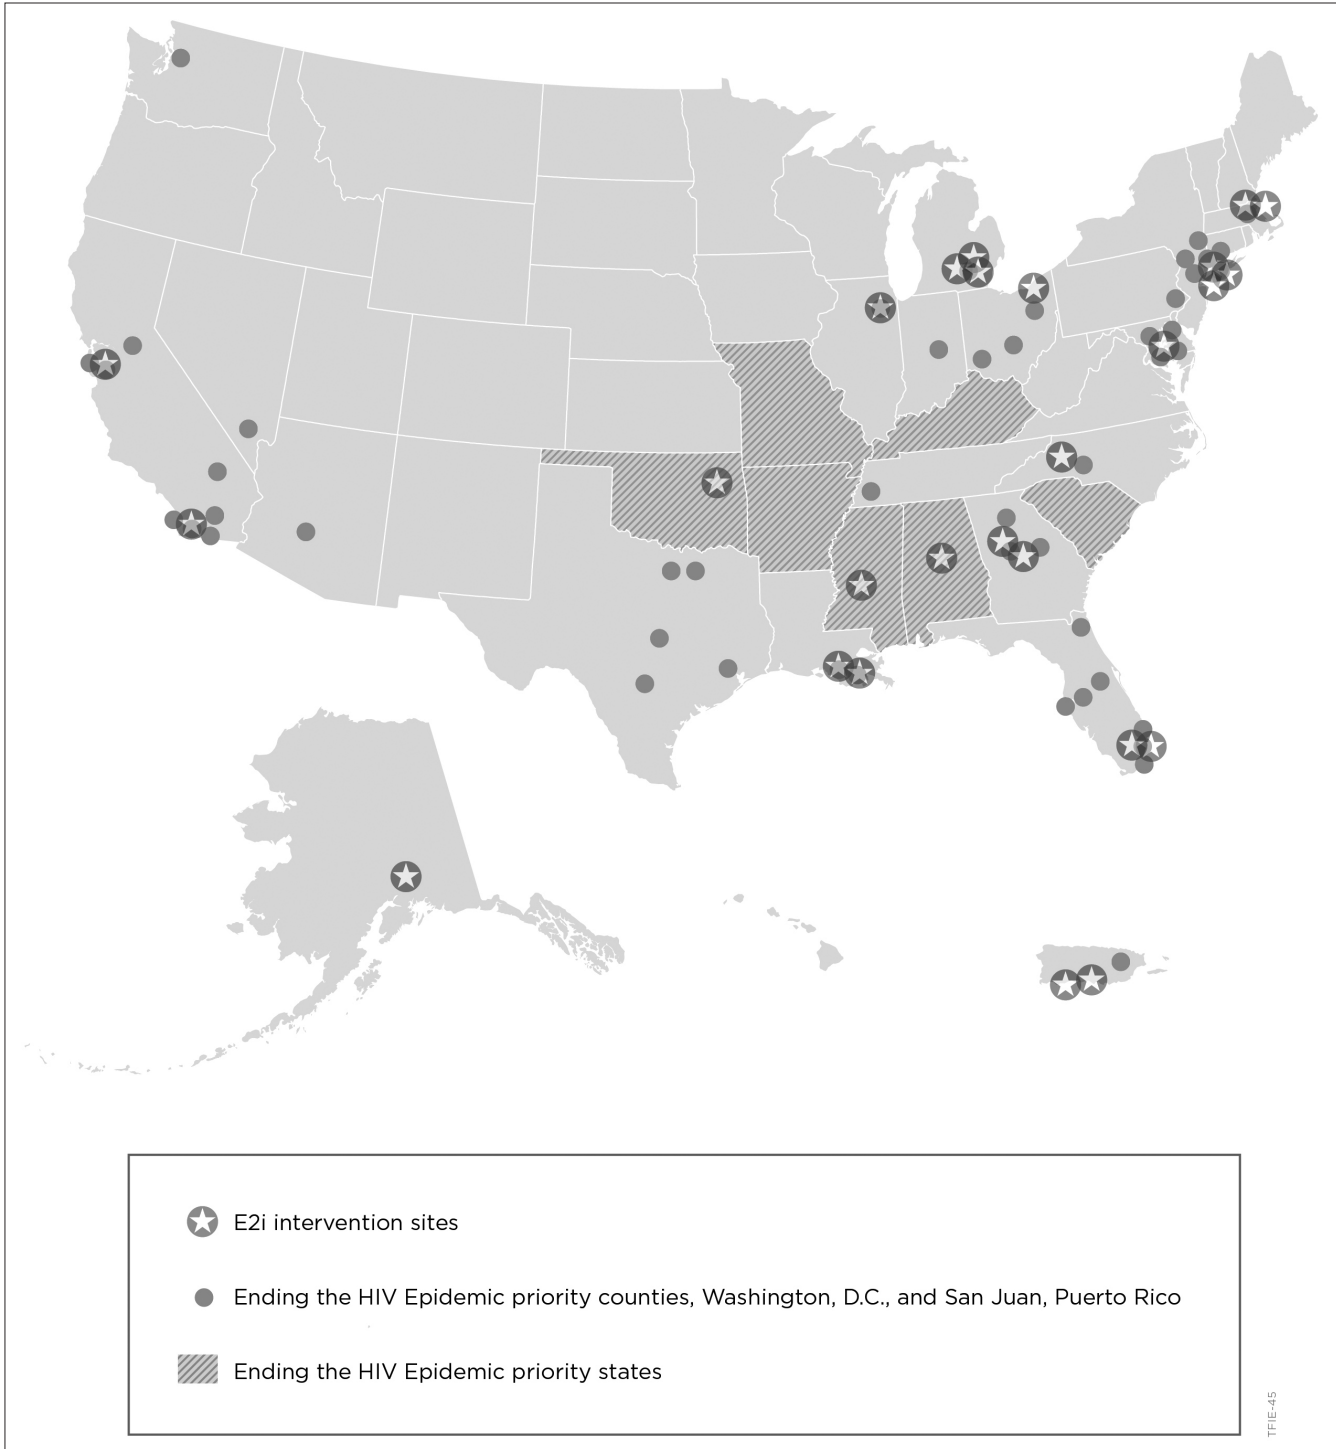 E2i intervention sites
Ending the HIV Epidemic priority counties, Washington, D.C., and San Juan, Puerto Rico
Ending the HIV Epidemic priority states
TFIE-45